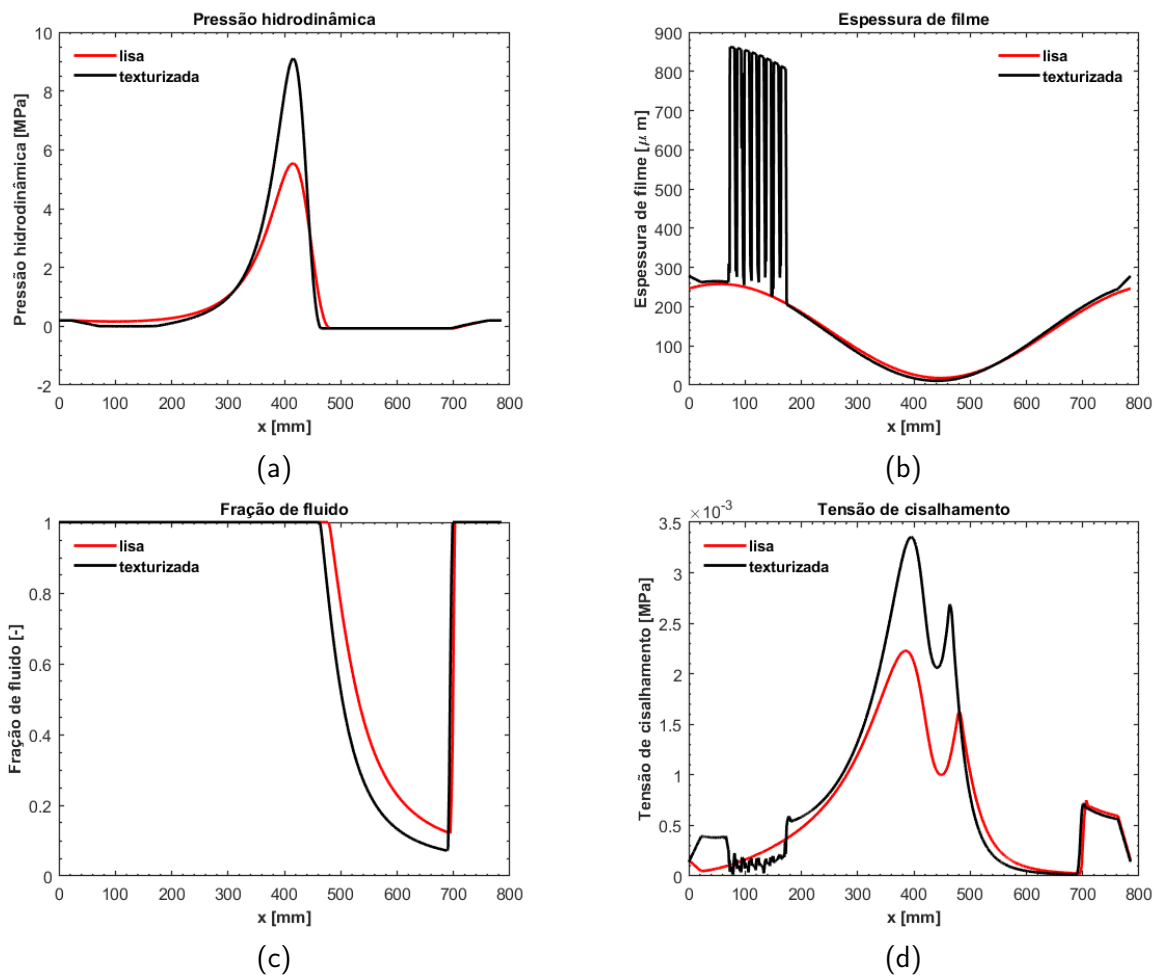 Pressão hidrodinâmica
10
8
6
4
2
0
-2
Pressão hidrodinâmica [MPa]
lisa
texturizada
0 100 200 300 400 500 600 700 800
x [mm]
(a)
Espessura de filme
900
800
700
600
500
400
300
200
100
0
Espessura de filme [μ m]
lisa
texturizada
0 100 200 300 400 500 600 700 800
x [mm]
(b)
Fração de fluido
1
0.8
0.6
0.4
0.2
0
Fração de fluido [-]
lisa
texturizada
0 100 200 300 400 500 600 700 800
x [mm]
(c)
Tensão de cisalhamento
×10⁻³
3.5
3
2.5
2
1.5
1
0.5
0
Tensão de cisalhamento [MPa]
lisa
texturizada
0 100 200 300 400 500 600 700 800
x [mm]
(d)